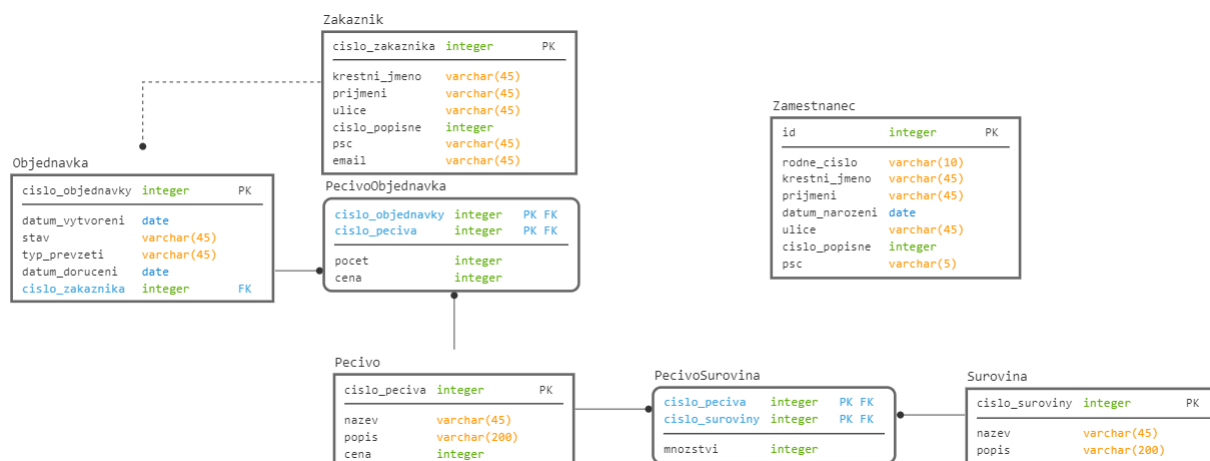 Zakaznik
cislo_zakaznika integer PK
krestni_jmeno varchar(45)
prijmeni varchar(45)
ulice varchar(45)
cislo_popisne integer
psc varchar(45)
email varchar(45)
Zamestnanec
id integer PK
rodne_cislo varchar(10)
krestni_jmeno varchar(45)
prijmeni varchar(45)
datum_narozeni date
ulice varchar(45)
cislo_popisne integer
psc varchar(5)
Objednavka
cislo_objednavky integer PK
datum_vytvoreni date
stav varchar(45)
typ_prevzeti varchar(45)
datum_doruceni date
cislo_zakaznika integer FK
PecivoObjednavka
cislo_objednavky integer PK FK
cislo_peciva integer PK FK
pocet integer
cena integer
Pecivo
cislo_peciva integer PK
nazev varchar(45)
popis varchar(200)
cena integer
PecivoSurovina
cislo_peciva integer PK FK
cislo_suroviny integer PK FK
mnozstvi integer
Surovina
cislo_suroviny integer PK
nazev varchar(45)
popis varchar(200)